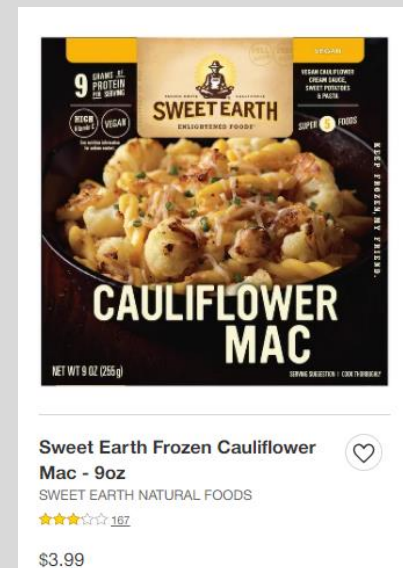 9 GRAMS OF
PROTEIN
PER SERVING
VEGAN
SWEET EARTH
ENLIGHTENED FOODS
VEGAN CAULIFLOWER
CREAM SAUCE,
SWEET POTATOES
& PASTA
HIGH
VEGAN
SUPER 5 FOODS
KEEP FROZEN, MY FRIEND.
CAULIFLOWER
MAC
NET WT 9 OZ (255g)
SERVING SUGGESTION | COOK THOROUGHLY
Sweet Earth Frozen Cauliflower
Mac - 9oz
SWEET EARTH NATURAL FOODS
167
$3.99